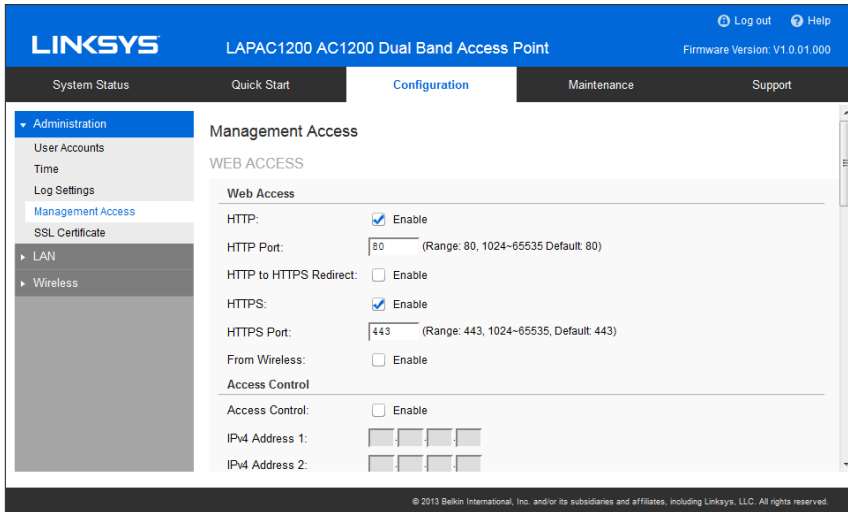 Log out Help
LINKSYS LAPAC1200 AC1200 Dual Band Access Point Firmware Version: V1.0.01.000
System Status Quick Start Configuration Maintenance Support
Administration
User Accounts
Time
Log Settings
Management Access
SSL Certificate
LAN
Wireless
Management Access
WEB ACCESS
Web Access
HTTP: Enable
HTTP Port: 80 (Range: 80, 1024~65535 Default: 80)
HTTP to HTTPS Redirect: Enable
HTTPS: Enable
HTTPS Port: 443 (Range: 443, 1024~65535, Default: 443)
From Wireless: Enable
Access Control
Access Control: Enable
IPv4 Address 1: . . .
IPv4 Address 2: . . .
© 2013 Belkin International, Inc. and/or its subsidiaries and affiliates, including Linksys, LLC. All rights reserved.